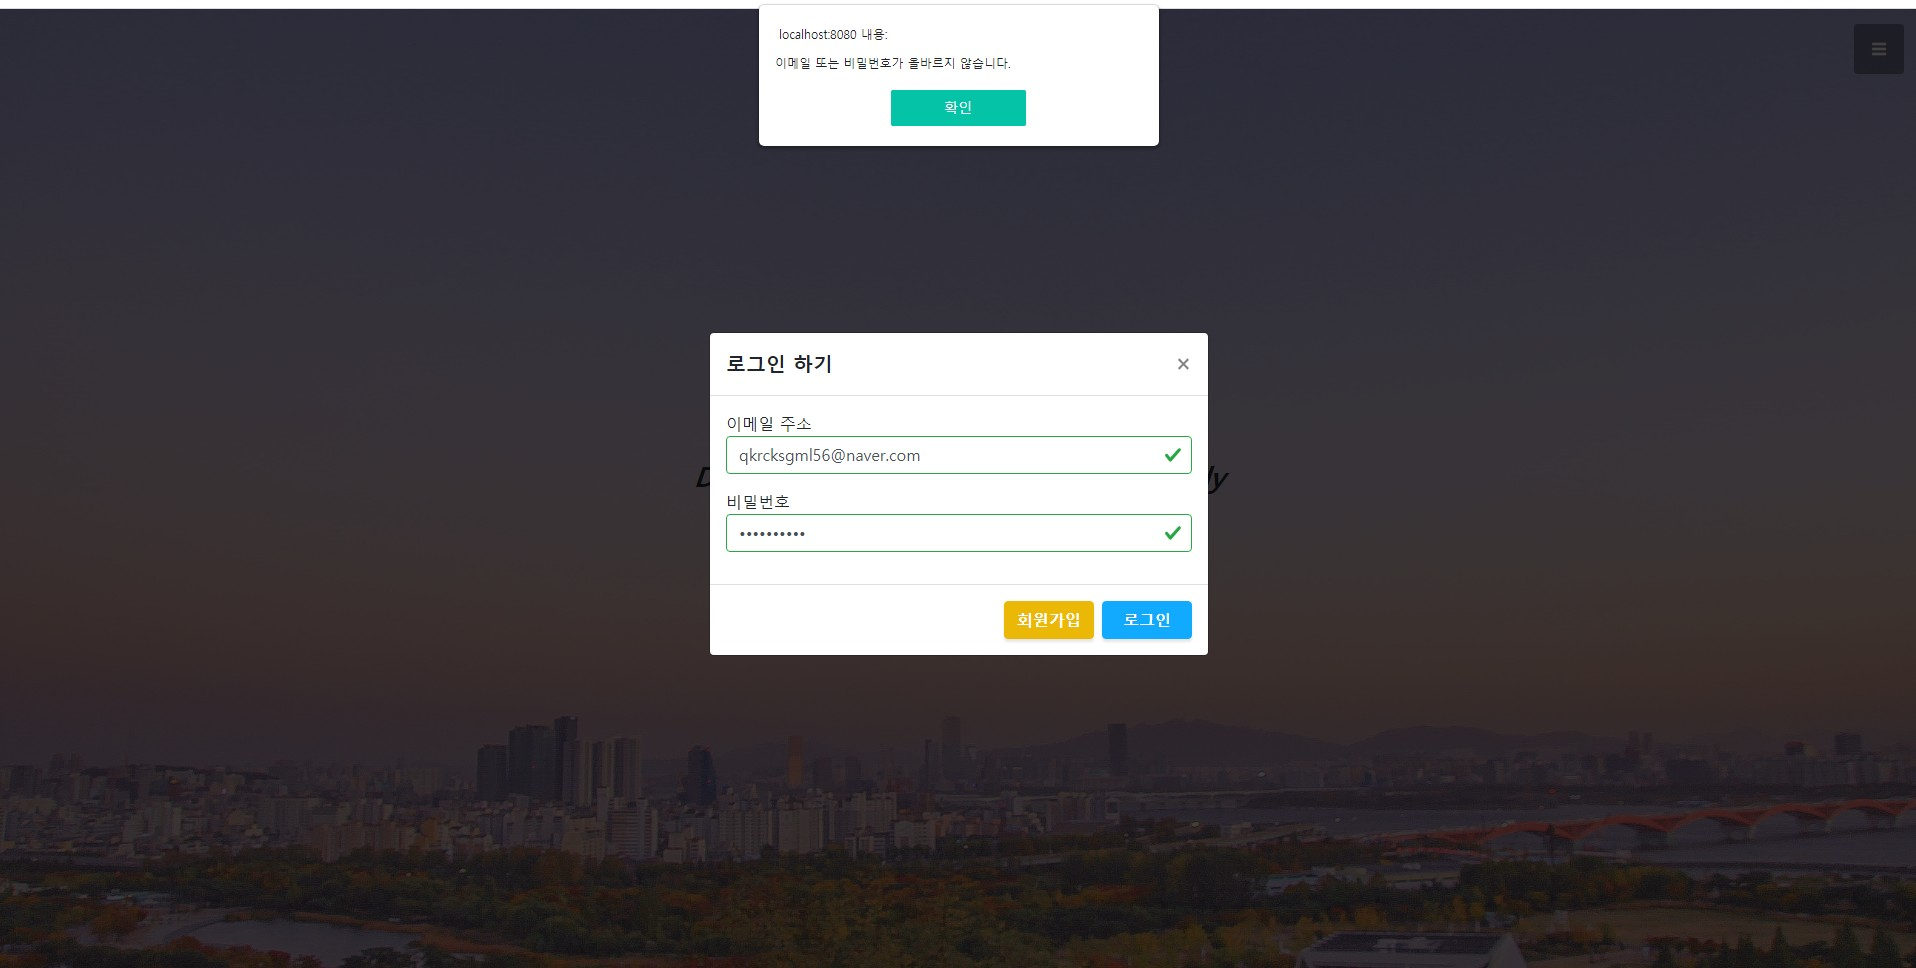 localhost:8080 내용:
이메일 또는 비밀번호가 올바르지 않습니다.
확인
로그인 하기
이메일 주소
qkrcksgml56@naver.com
비밀번호
••••••••••
회원가입 로그인